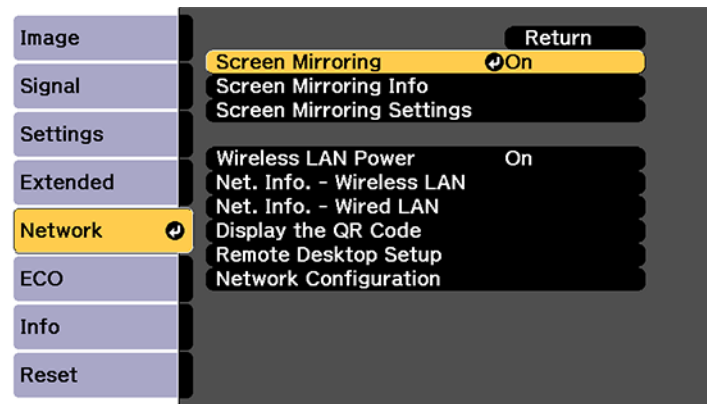 Image
Signal
Settings
Extended
Network
ECO
Info
Reset
Return
Screen Mirroring On
Screen Mirroring Info
Screen Mirroring Settings
Wireless LAN Power On
Net. Info. - Wireless LAN
Net. Info. - Wired LAN
Display the QR Code
Remote Desktop Setup
Network Configuration